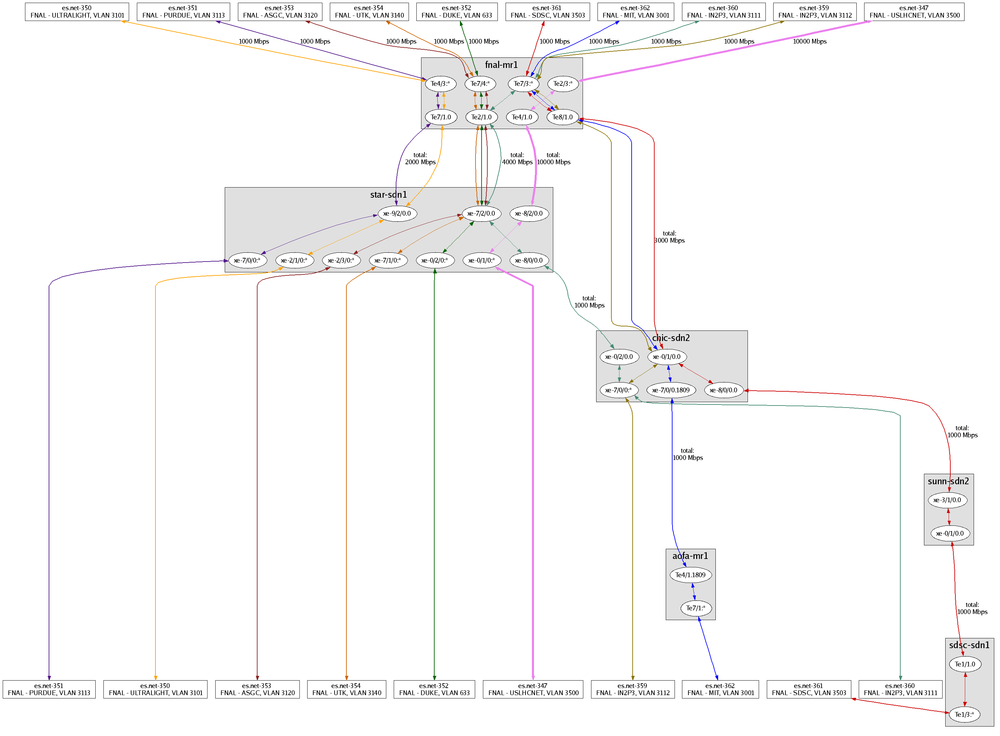 es.net-350
FNAL - ULTRALIGHT, VLAN 3101
es.net-351
FNAL - PURDUE, VLAN 3113
es.net-353
FNAL - ASGC, VLAN 3120
es.net-354
FNAL - UTK, VLAN 3140
es.net-352
FNAL - DUKE, VLAN 633
es.net-361
FNAL - SDSC, VLAN 3503
es.net-362
FNAL - MIT, VLAN 3001
es.net-360
FNAL - IN2P3, VLAN 3111
es.net-359
FNAL - IN2P3, VLAN 3112
es.net-347
FNAL - USLHCNET, VLAN 3500
1000 Mbps
1000 Mbps
1000 Mbps
1000 Mbps
1000 Mbps
1000 Mbps
1000 Mbps
1000 Mbps
1000 Mbps
10000 Mbps
fnal-mr1
Te4/3:*
Te7/4:*
Te7/3:*
Te2/3:*
Te7/1.0
Te2/1.0
Te4/1.0
Te8/1.0
total:
2000 Mbps
total:
4000 Mbps
total:
10000 Mbps
star-sdn1
xe-9/2/0.0
xe-7/2/0.0
xe-8/2/0.0
total:
3000 Mbps
xe-7/0/0:*
xe-2/1/0:*
xe-2/3/0:*
xe-7/1/0:*
xe-0/2/0:*
xe-0/1/0:*
xe-8/0/0.0
total:
1000 Mbps
chic-sdn2
xe-0/2/0.0
xe-0/1/0.0
xe-7/0/0:*
xe-7/0/0.1809
xe-8/0/0.0
total:
1000 Mbps
total:
1000 Mbps
sunn-sdn2
xe-3/1/0.0
xe-0/1/0.0
aofa-mr1
Te4/1.1809
Te7/1:*
total:
1000 Mbps
sdsc-sdn1
Te1/1.0
Te1/3:*
es.net-351
FNAL - PURDUE, VLAN 3113
es.net-350
FNAL - ULTRALIGHT, VLAN 3101
es.net-353
FNAL - ASGC, VLAN 3120
es.net-354
FNAL - UTK, VLAN 3140
es.net-352
FNAL - DUKE, VLAN 633
es.net-347
FNAL - USLHCNET, VLAN 3500
es.net-359
FNAL - IN2P3, VLAN 3112
es.net-362
FNAL - MIT, VLAN 3001
es.net-361
FNAL - SDSC, VLAN 3503
es.net-360
FNAL - IN2P3, VLAN 3111